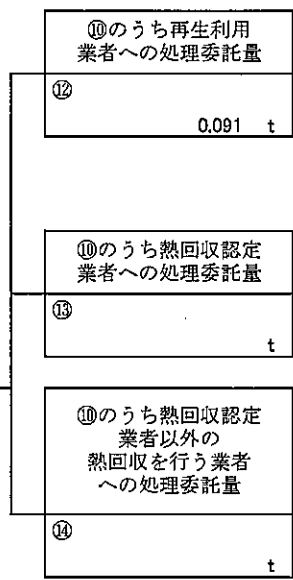 ⑩のうち再生利用
業者への処理委託量
⑫
0.091 t
⑩のうち熱回収認定
業者への処理委託量
⑬
t
⑩のうち熱回収認定
業者以外の
熱回収を行う業者
への処理委託量
⑭
t